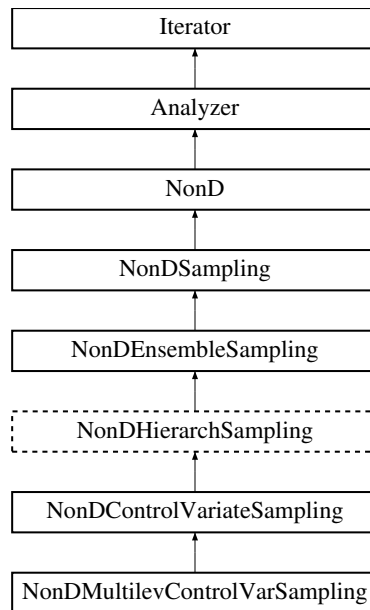 Iterator
Analyzer
NonD
NonDSampling
NonDEnsembleSampling
NonDHierarchSampling
NonDControlVariateSampling
NonDMultilevControlVarSampling